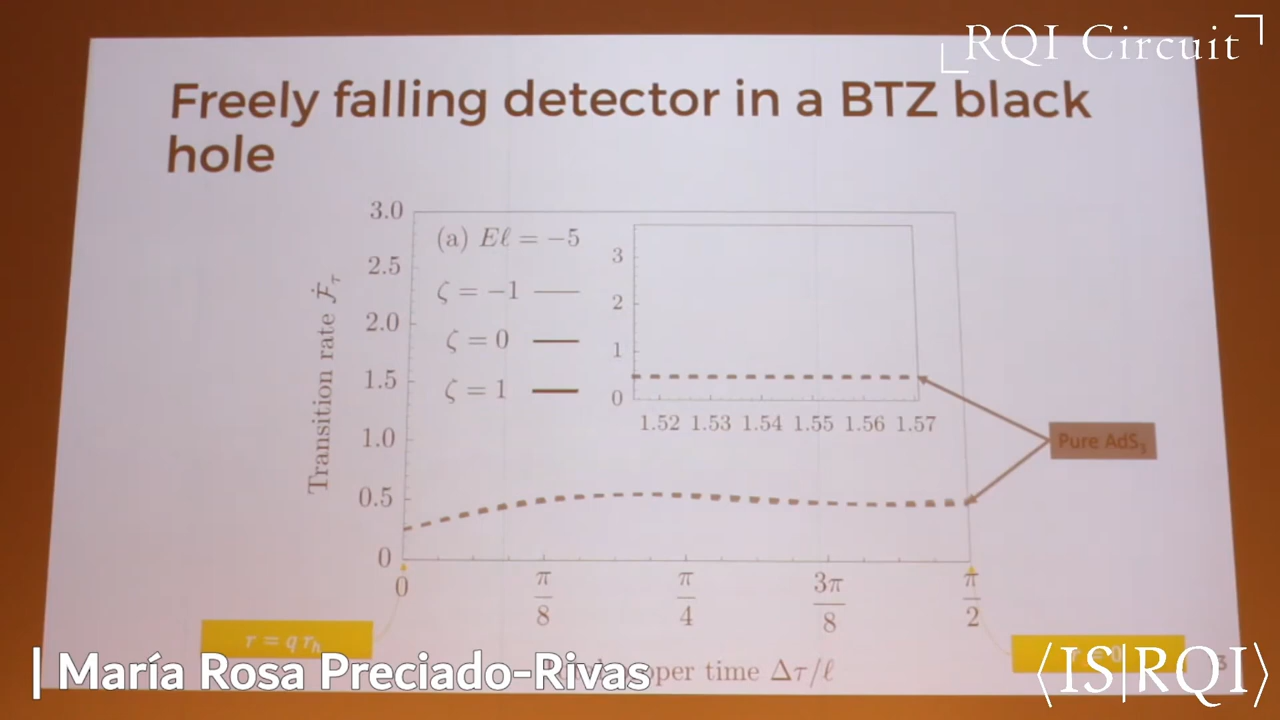 RQI Circuit
Freely falling detector in a BTZ black
hole
3.0
2.5
2.0
1.5
1.0
0.5
0
Transition rate Ḟτ
(a) Eℓ = −5
ζ = −1
ζ = 0
ζ = 1
3
2
1
0
1.52 1.53 1.54 1.55 1.56 1.57
Pure AdS₃
0 π/8 π/4 3π/8 π/2
r = q rₕ
time Δτ/ℓ
| María Rosa Preciado-Rivas
⟨IS|RQI⟩